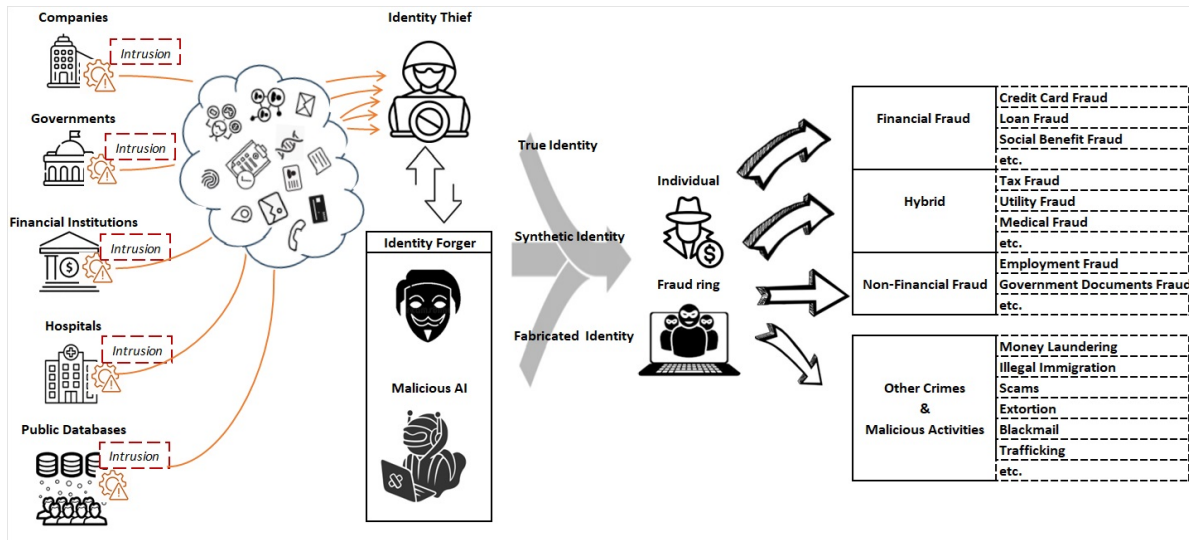 Companies
Intrusion
Governments
Intrusion
Financial Institutions
Intrusion
Hospitals
Intrusion
Public Databases
Intrusion
Identity Thief
Identity Forger
Malicious AI
True Identity
Synthetic Identity
Fabricated Identity
Individual
Fraud ring
Financial Fraud
Credit Card Fraud
Loan Fraud
Social Benefit Fraud
etc.
Hybrid
Tax Fraud
Utility Fraud
Medical Fraud
etc.
Non-Financial Fraud
Employment Fraud
Government Documents Fraud
etc.
Other Crimes
&
Malicious Activities
Money Laundering
Illegal Immigration
Scams
Extortion
Blackmail
Trafficking
etc.